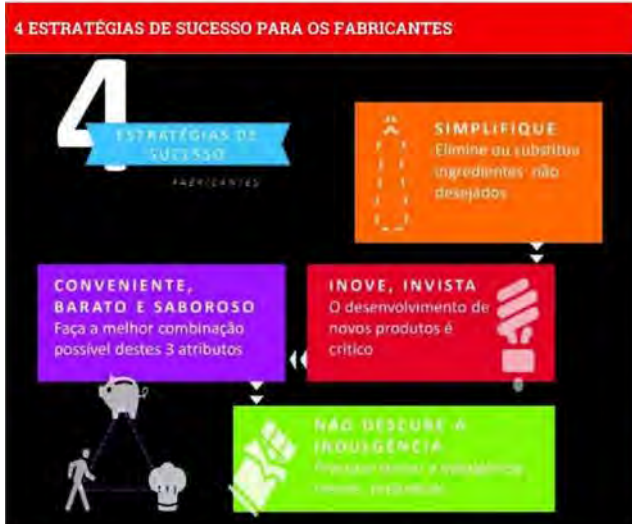 4 ESTRATÉGIAS DE SUCESSO PARA OS FABRICANTES
4
ESTRATÉGIAS DE
SUCESSO
FABRICANTES
SIMPLIFIQUE
Elimine ou substitua
ingredientes não
desejados
INOVE, INVISTA
O desenvolvimento de
novos produtos é
crítico
CONVENIENTE,
BARATO E SABOROSO
Faça a melhor combinação
possível destes 3 atributos
NÃO DESCURE A
INDULGÊNCIA